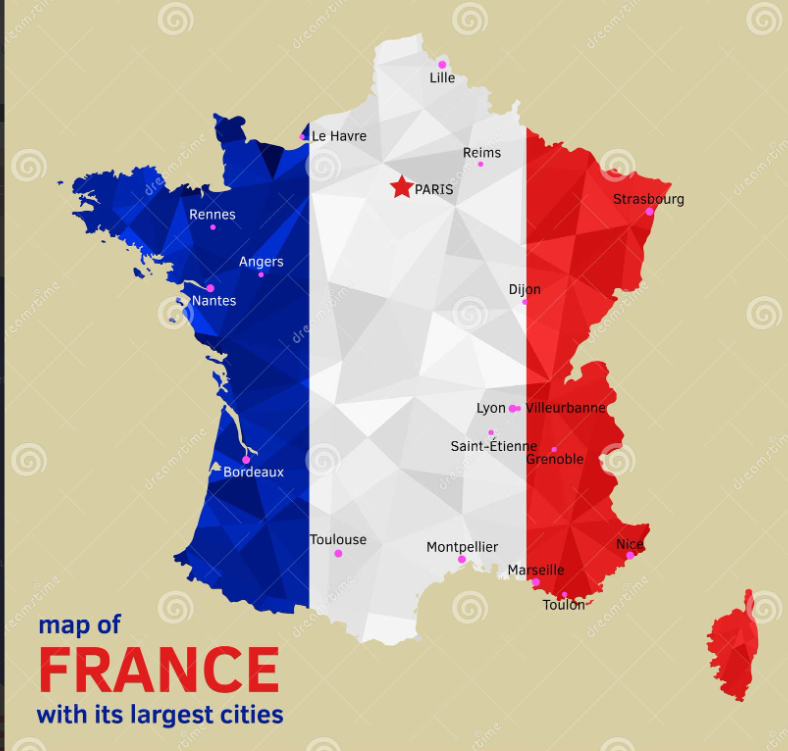 Lille
Le Havre
Reims
PARIS
Strasbourg
Rennes
Angers
Dijon
Nantes
Lyon
Villeurbanne
Saint-Étienne
Grenoble
Bordeaux
Toulouse
Montpellier
Nice
Marseille
Toulon
map of
FRANCE
with its largest cities
dreamstime